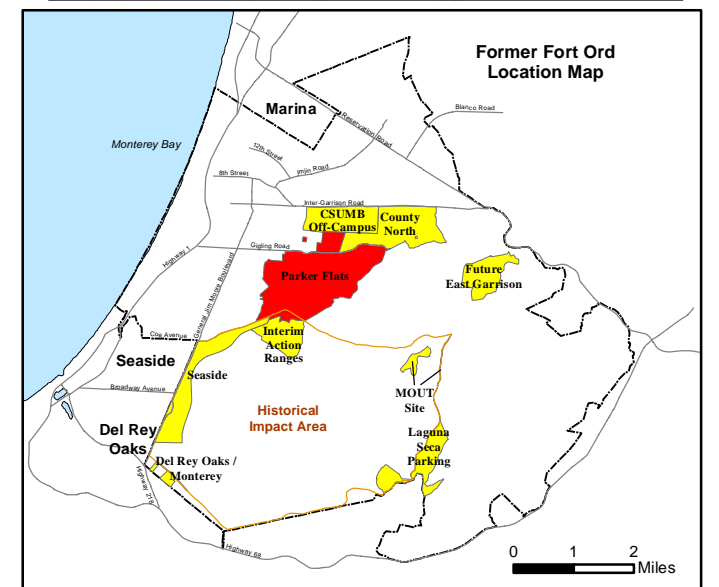 Former Fort Ord
Location Map
Marina
Blanco Road
Reservation Road
Monterey Bay
12th Street
Imjin Road
8th Street
Inter-Garrison Road
CSUMB
Off-Campus
County
North
Gigling Road
Highway 1
Parker Flats
Future
East Garrison
General Jim Moore Boulevard
Coe Avenue
Interim
Action
Ranges
Seaside
Seaside
MOUT
Site
Broadway Avenue
Historical
Impact Area
Del Rey
Oaks
Laguna
Seca
Parking
Del Rey Oaks /
Monterey
Highway 218
Highway 68
0 1 2
Miles